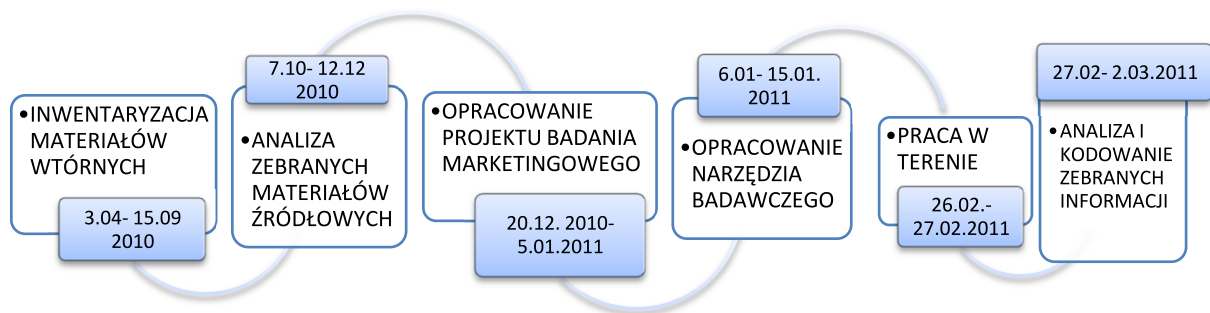 •INWENTARYZACJA
MATERIAŁÓW
WTÓRNYCH
3.04- 15.09
2010
7.10- 12.12
2010
•ANALIZA
ZEBRANYCH
MATERIAŁÓW
ŹRÓDŁOWYCH
•OPRACOWANIE
PROJEKTU BADANIA
MARKETINGOWEGO
20.12. 2010-
5.01.2011
6.01- 15.01.
2011
•OPRACOWANIE
NARZĘDZIA
BADAWCZEGO
•PRACA W
TERENIE
26.02.-
27.02.2011
27.02- 2.03.2011
•ANALIZA I
KODOWANIE
ZEBRANYCH
INFORMACJI